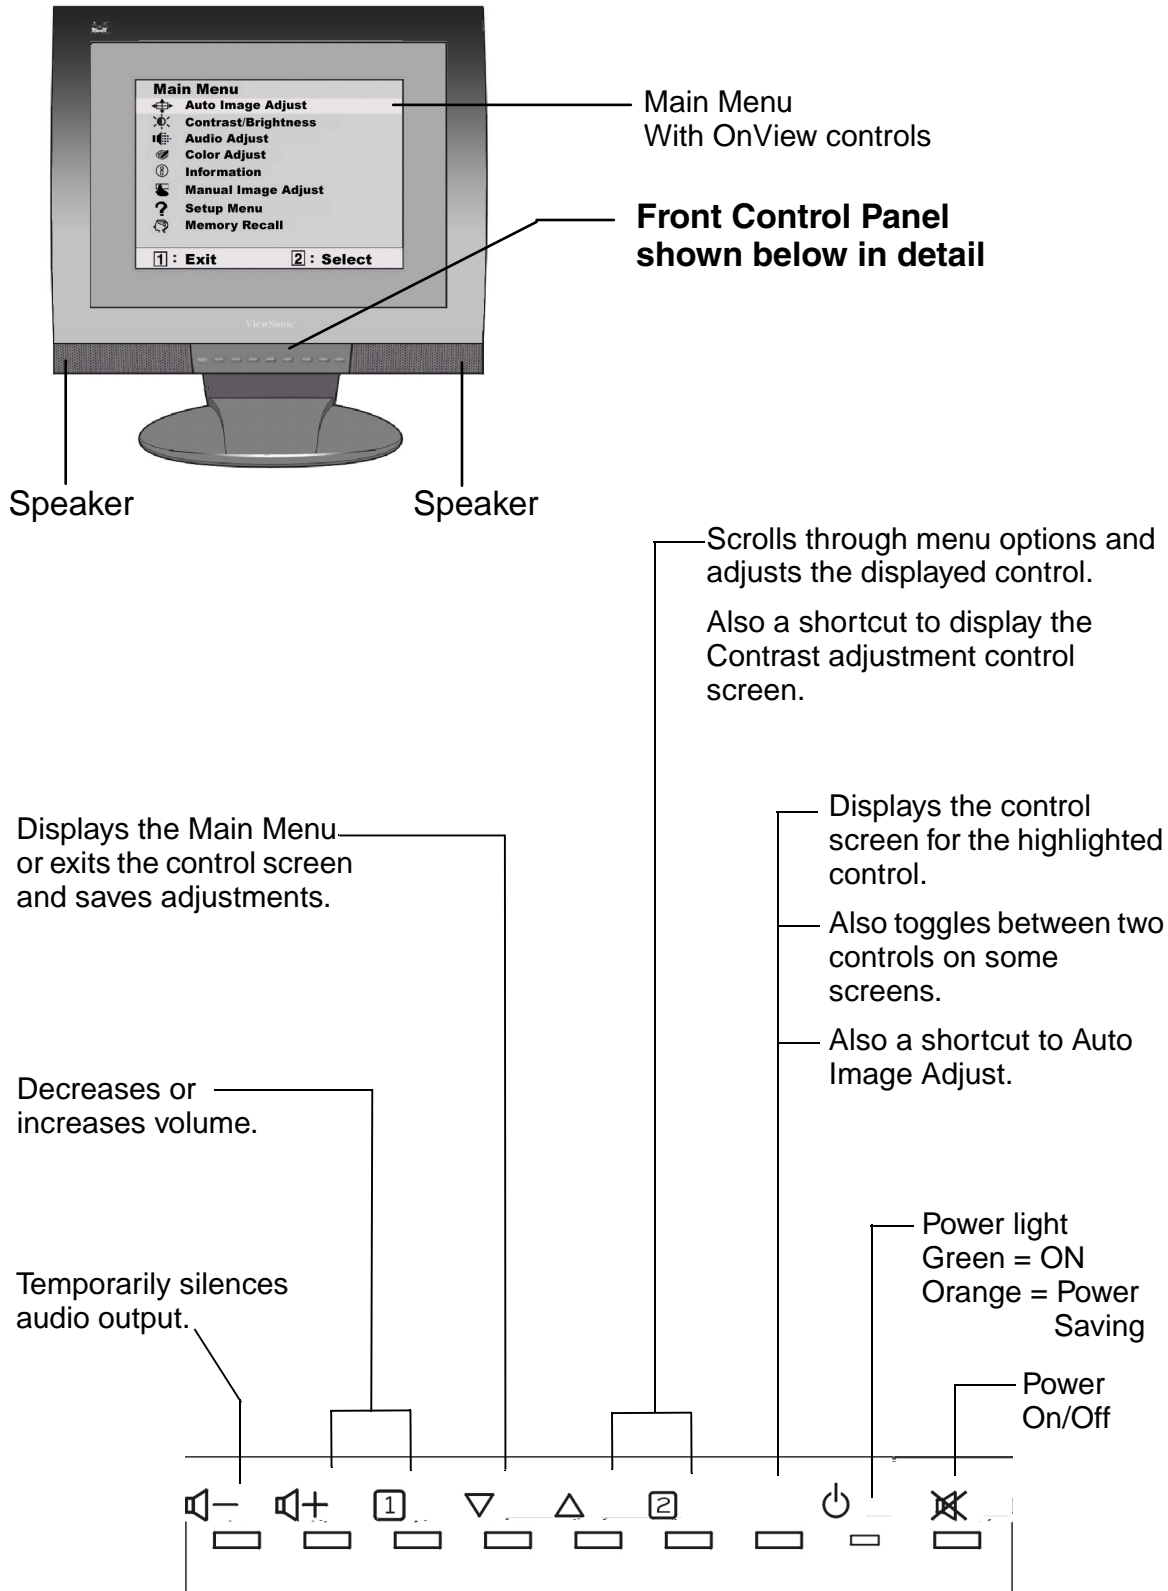 Main Menu
Auto Image Adjust
Contrast/Brightness
Audio Adjust
Color Adjust
Information
Manual Image Adjust
Setup Menu
Memory Recall
1 : Exit 2 : Select
ViewSonic
Main Menu
With OnView controls
Front Control Panel
shown below in detail
Speaker
Speaker
Scrolls through menu options and
adjusts the displayed control.
Also a shortcut to display the
Contrast adjustment control
screen.
Displays the Main Menu
or exits the control screen
and saves adjustments.
Displays the control
screen for the highlighted
control.
Also toggles between two
controls on some
screens.
Also a shortcut to Auto
Image Adjust.
Decreases or
increases volume.
Temporarily silences
audio output.
Power light
Green = ON
Orange = Power
Saving
Power
On/Off
1
2